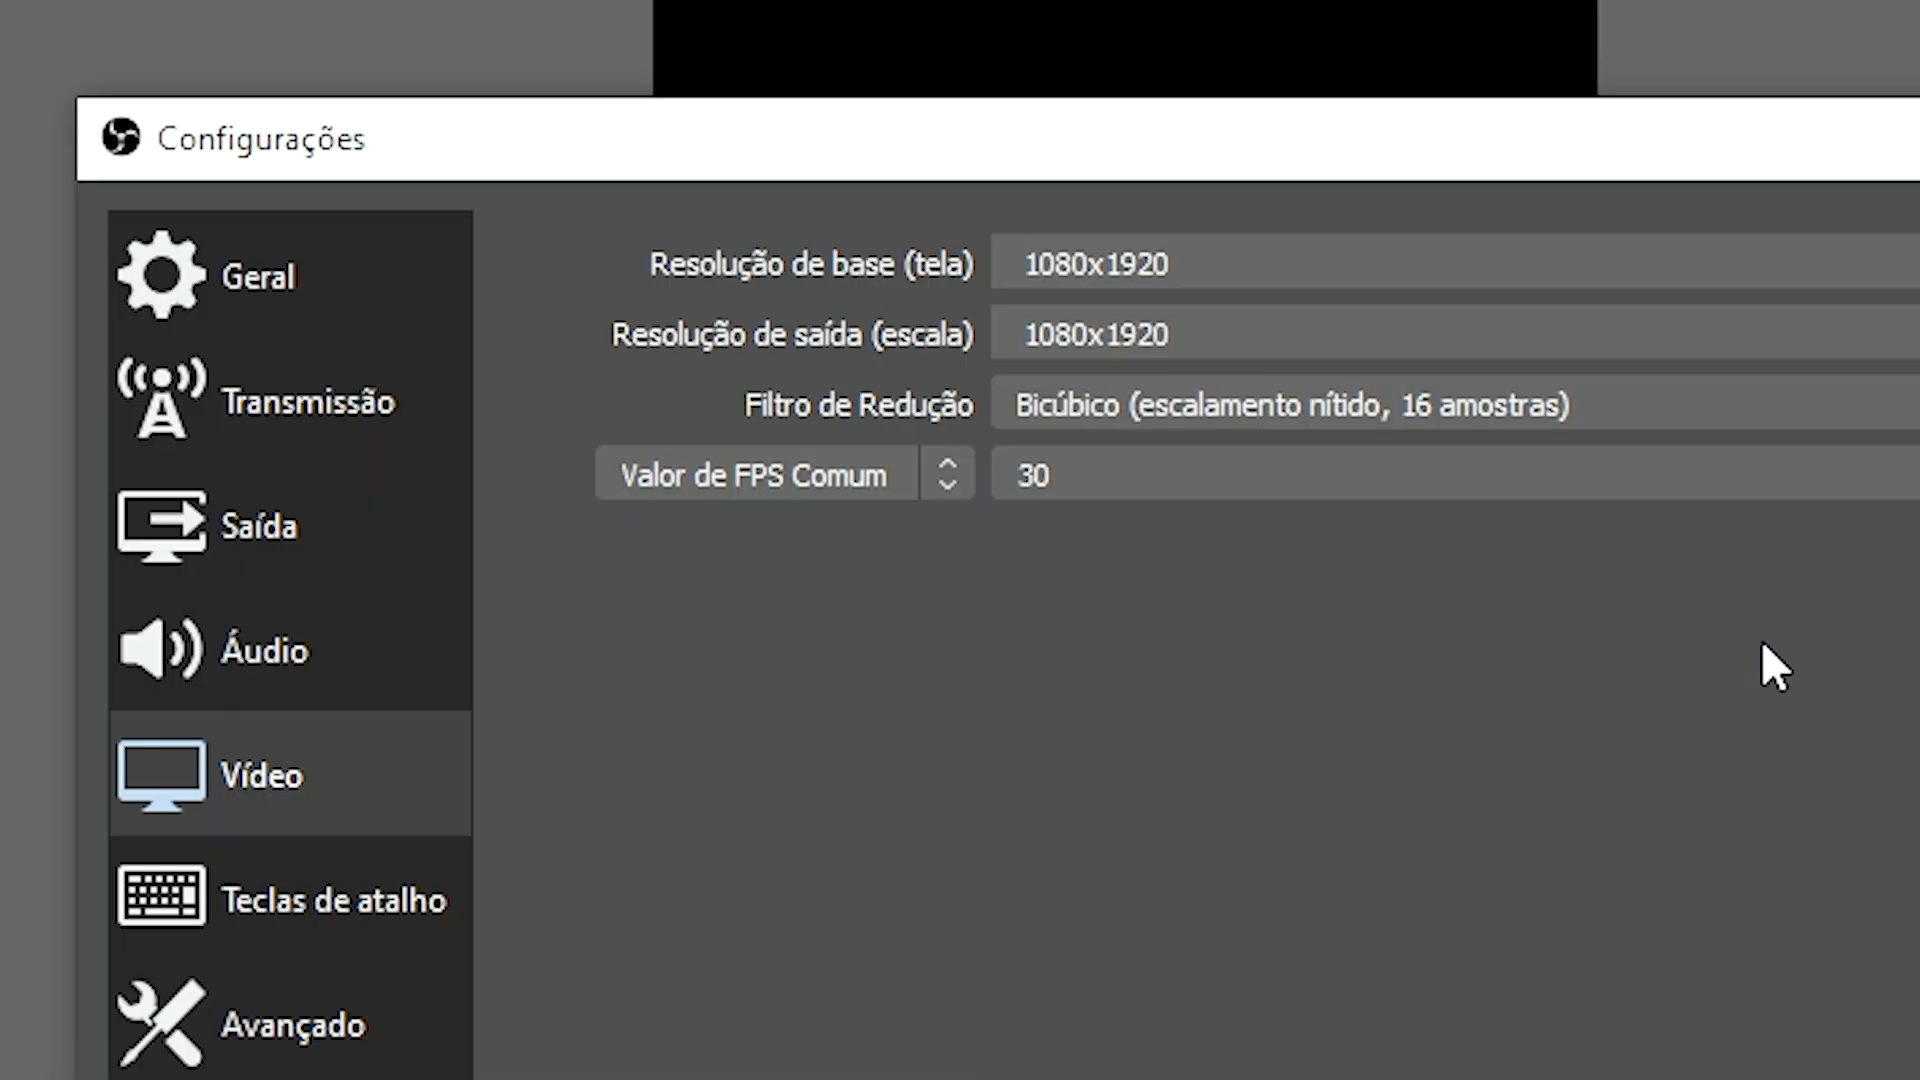 Configurações
Geral
Transmissão
Saída
Áudio
Vídeo
Teclas de atalho
Avançado
Resolução de base (tela) 1080x1920
Resolução de saída (escala) 1080x1920
Filtro de Redução Bicúbico (escalamento nítido, 16 amostras)
Valor de FPS Comum 30